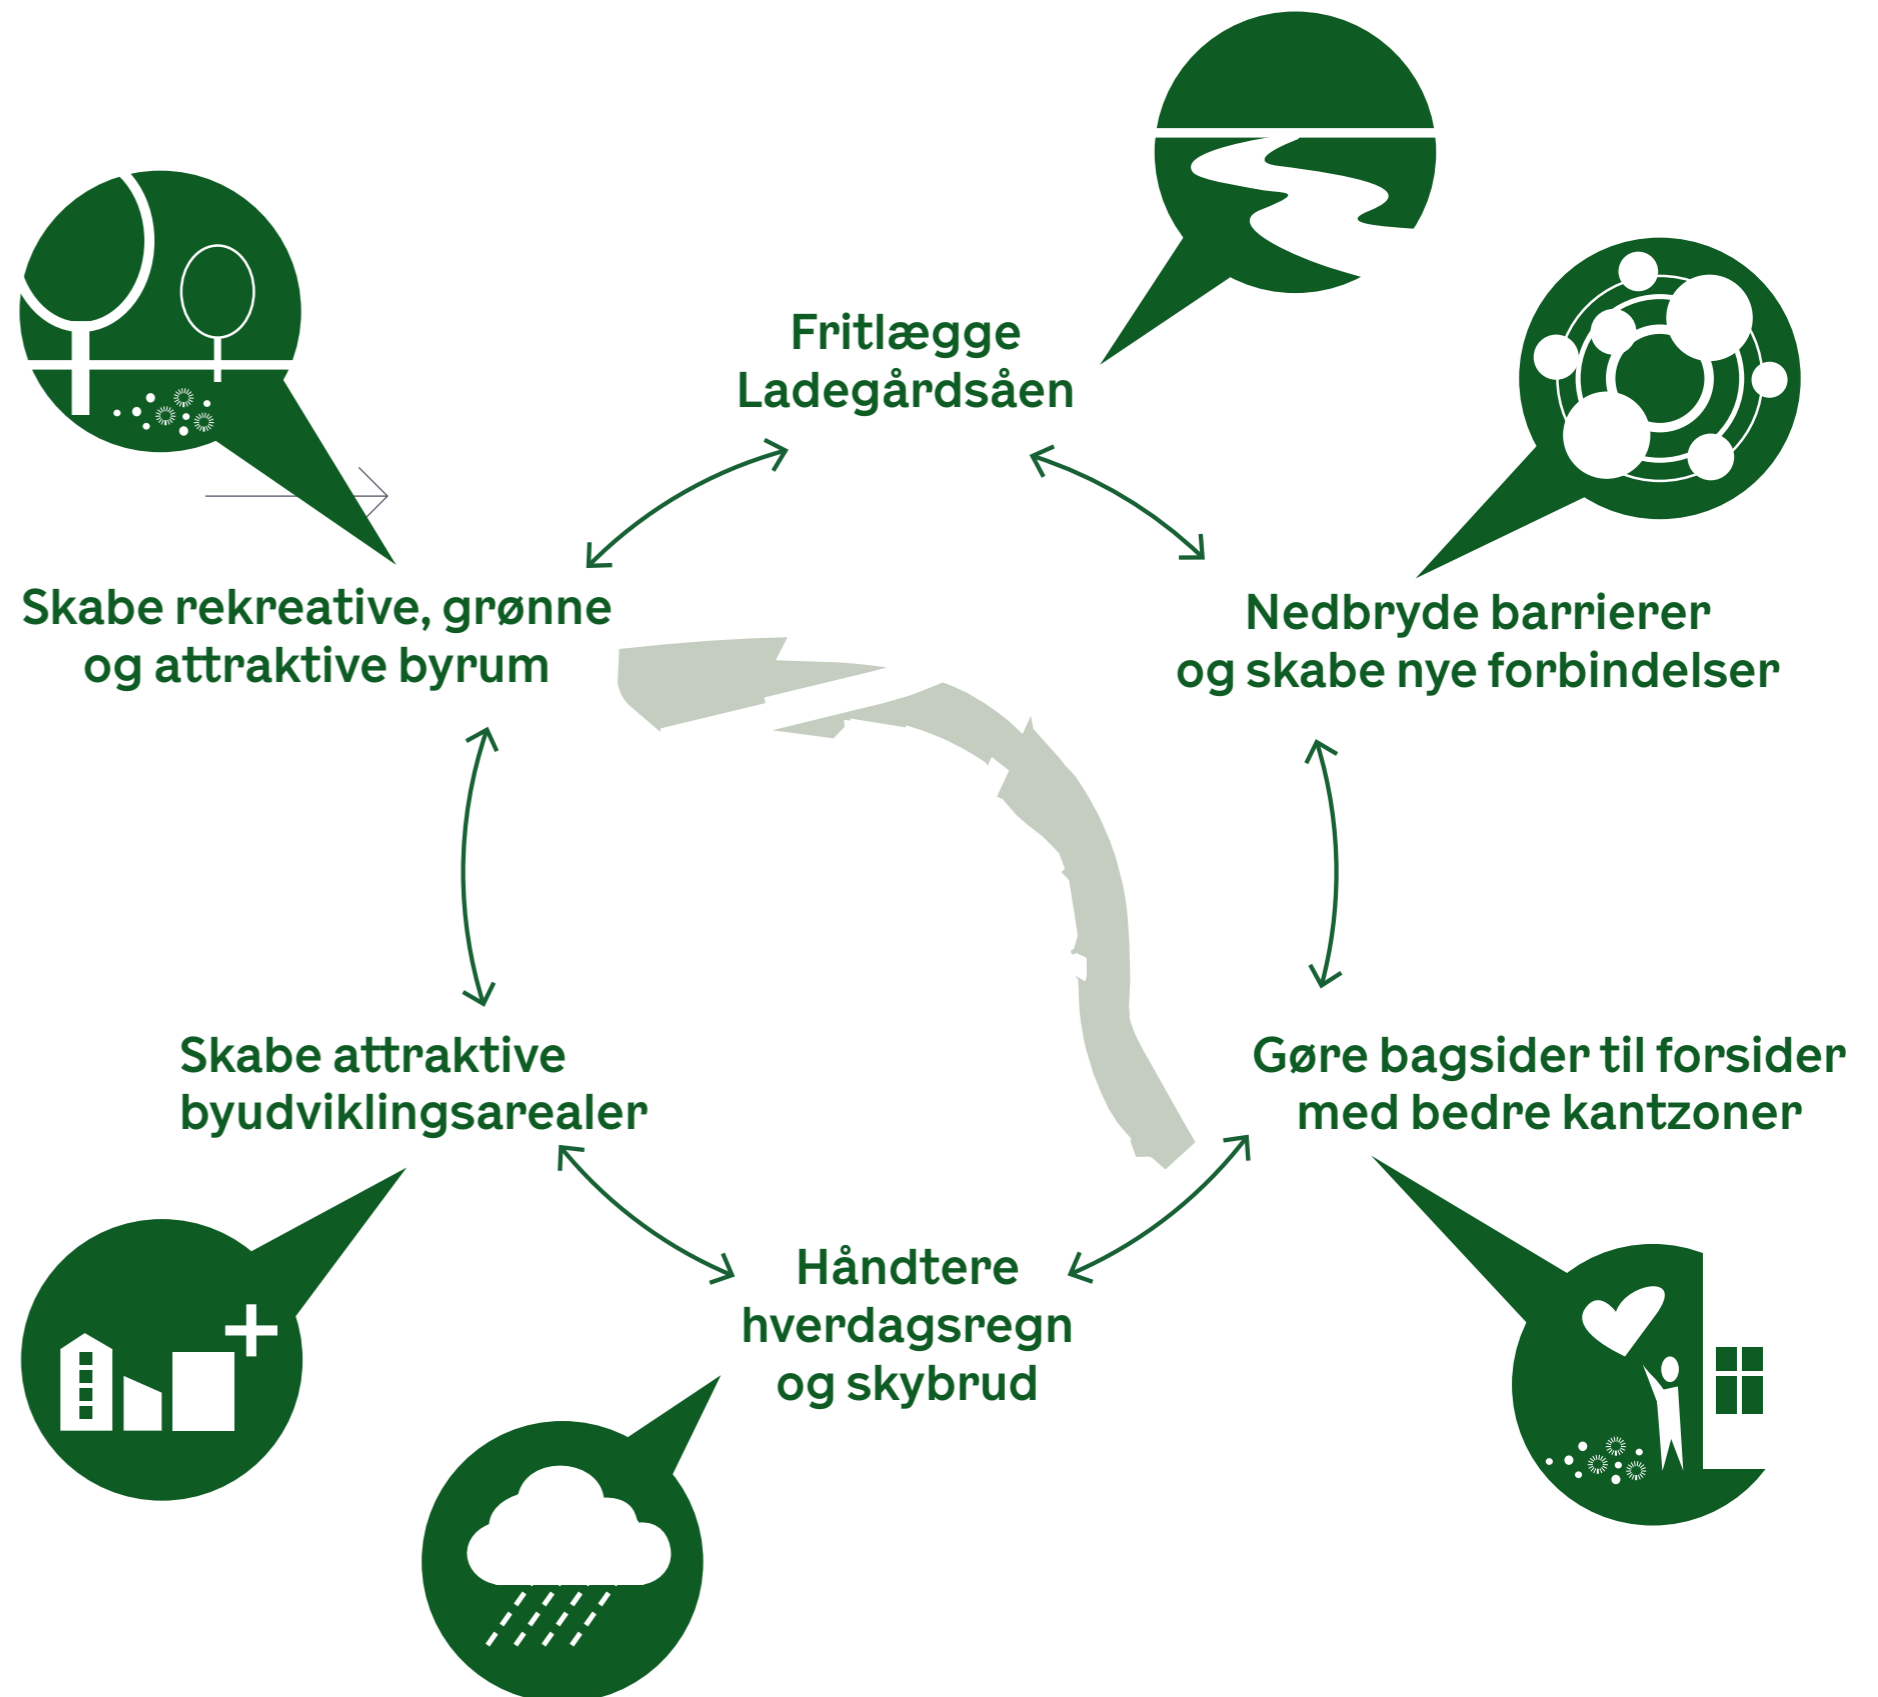 Fritlægge
Ladegårdsåen
Skabe rekreative, grønne
og attraktive byrum
Nedbryde barrierer
og skabe nye forbindelser
Skabe attraktive
byudviklingsarealer
Gøre bagsider til forsider
med bedre kantzoner
Håndtere
hverdagsregn
og skybrud